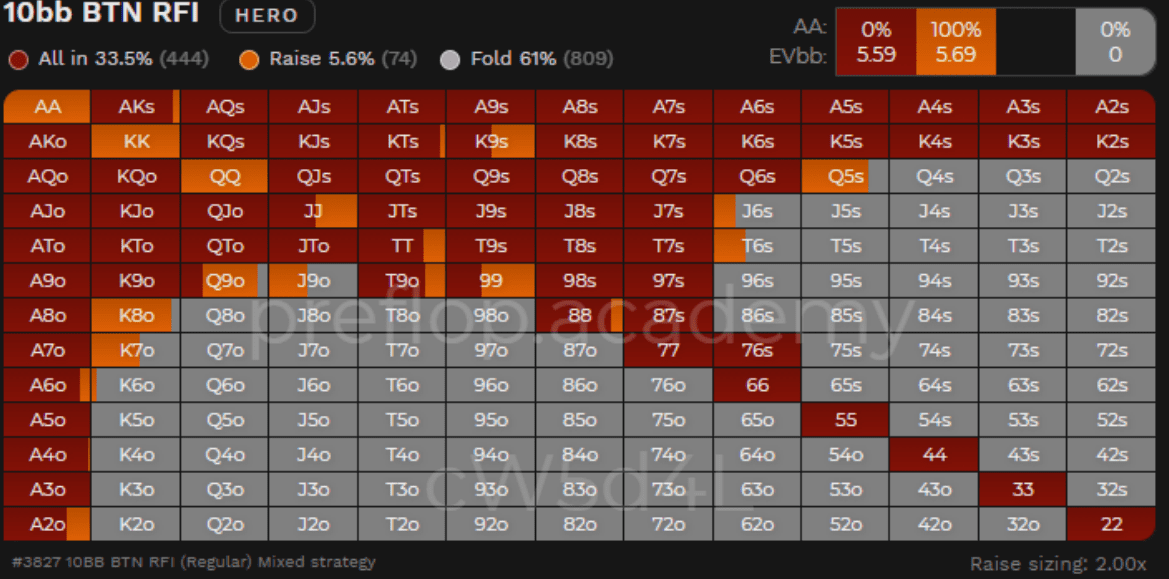 10bb BTN RFI HERO
All in 33.5% (444) Raise 5.6% (74) Fold 61% (809)
AA: 0% 100% 0%
EVbb: 5.59 5.69 0
AA AKs AQs AJs ATs A9s A8s A7s A6s A5s A4s A3s A2s
AKo KK KQs KJs KTs K9s K8s K7s K6s K5s K4s K3s K2s
AQo KQo QQ QJs QTs Q9s Q8s Q7s Q6s Q5s Q4s Q3s Q2s
AJo KJo QJo JJ JTs J9s J8s J7s J6s J5s J4s J3s J2s
ATo KTo QTo JTo TT T9s T8s T7s T6s T5s T4s T3s T2s
A9o K9o Q9o J9o T9o 99 98s 97s 96s 95s 94s 93s 92s
A8o K8o Q8o J8o T8o 98o 88 87s 86s 85s 84s 83s 82s
preflop.academy
A7o K7o Q7o J7o T7o 97o 87o 77 76s 75s 74s 73s 72s
A6o K6o Q6o J6o T6o 96o 86o 76o 66 65s 64s 63s 62s
A5o K5o Q5o J5o T5o 95o 85o 75o 65o 55 54s 53s 52s
A4o K4o Q4o J4o T4o 94o 84o 74o 64o 54o 44 43s 42s
A3o K3o Q3o J3o T3o 93o 83o 73o 63o 53o 43o 33 32s
cW5d74L
A2o K2o Q2o J2o T2o 92o 82o 72o 62o 52o 42o 32o 22
#3827 10BB BTN RFI (Regular) Mixed strategy
Raise sizing: 2.00x